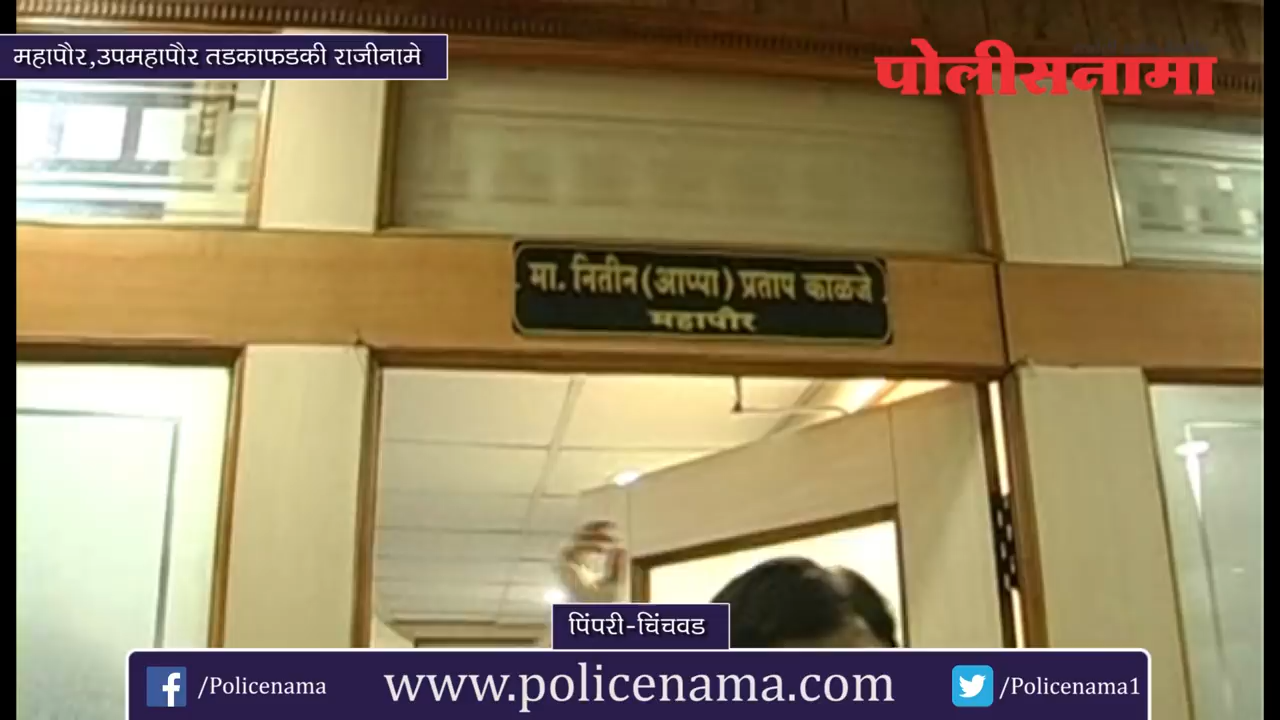 महापौर,उपमहापौर तडकाफडकी राजीनामे
पोलीसनामा
मा. नितीन (आप्पा) प्रताप काळजे
महापौर
पिंपरी-चिंचवड
/Policenama
www.policenama.com
/Policenama1